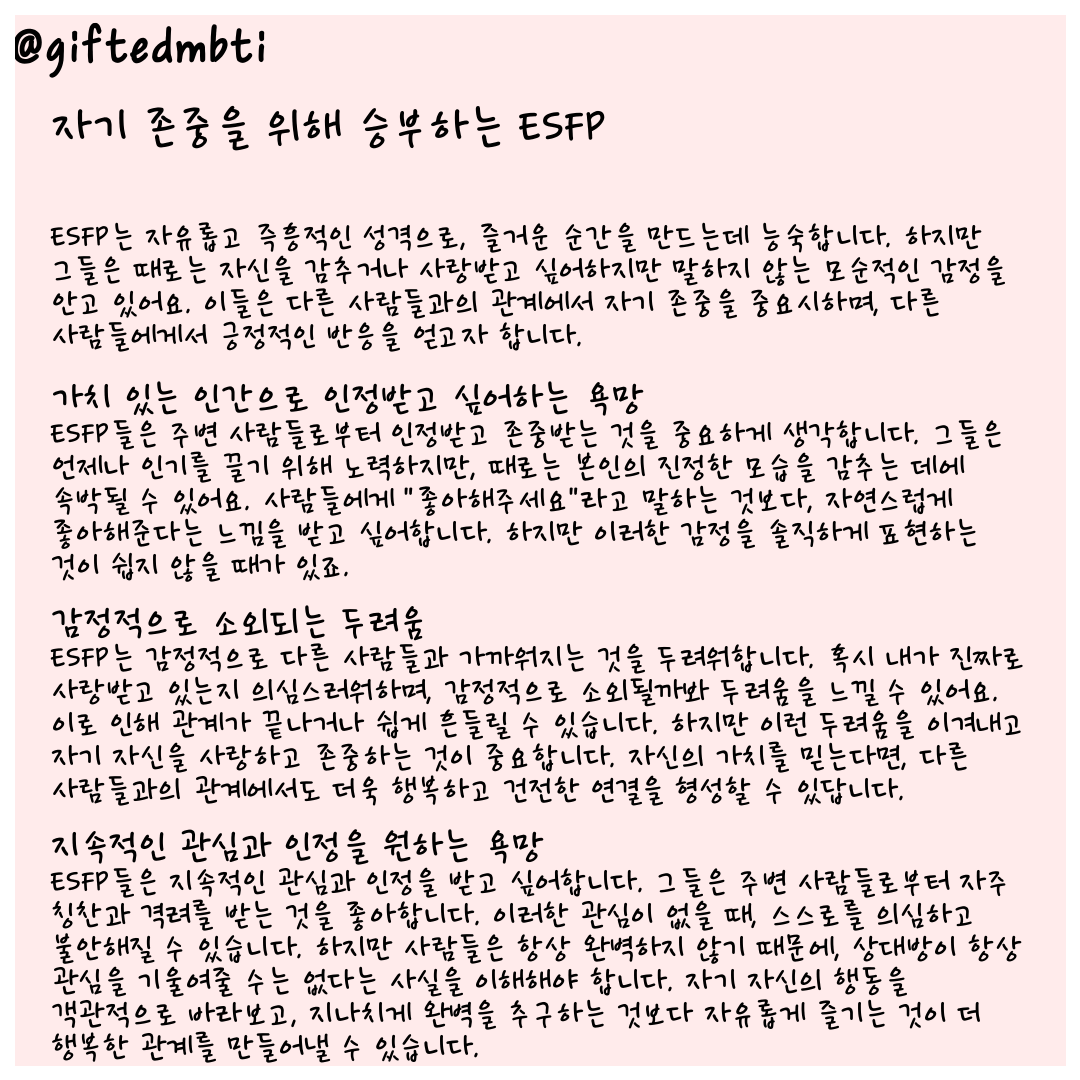 @giftedmbti
자기 존중을 위해 승부하는 ESFP
ESFP는 자유롭고 즉흥적인 성격으로, 즐거운 순간을 만드는데 능숙합니다. 하지만
그들은 때로는 자신을 감추거나 사랑받고 싶어하지만 말하지 않는 모순적인 감정을
안고 있어요. 이들은 다른 사람들과의 관계에서 자기 존중을 중요시하며, 다른
사람들에게서 긍정적인 반응을 얻고자 합니다.
가치 있는 인간으로 인정받고 싶어하는 욕망
ESFP들은 주변 사람들로부터 인정받고 존중받는 것을 중요하게 생각합니다. 그들은
언제나 인기를 끌기 위해 노력하지만, 때로는 본인의 진정한 모습을 감추는 데에
속박될 수 있어요. 사람들에게 "좋아해주세요"라고 말하는 것보다, 자연스럽게
좋아해준다는 느낌을 받고 싶어합니다. 하지만 이러한 감정을 솔직하게 표현하는
것이 쉽지 않을 때가 있죠.
감정적으로 소외되는 두려움
ESFP는 감정적으로 다른 사람들과 가까워지는 것을 두려워합니다. 혹시 내가 진짜로
사랑받고 있는지 의심스러워하며, 감정적으로 소외될까봐 두려움을 느낄 수 있어요.
이로 인해 관계가 끝나거나 쉽게 흔들릴 수 있습니다. 하지만 이런 두려움을 이겨내고
자기 자신을 사랑하고 존중하는 것이 중요합니다. 자신의 가치를 믿는다면, 다른
사람들과의 관계에서도 더욱 행복하고 건전한 연결을 형성할 수 있답니다.
지속적인 관심과 인정을 원하는 욕망
ESFP들은 지속적인 관심과 인정을 받고 싶어합니다. 그들은 주변 사람들로부터 자주
칭찬과 격려를 받는 것을 좋아합니다. 이러한 관심이 없을 때, 스스로를 의심하고
불안해질 수 있습니다. 하지만 사람들은 항상 완벽하지 않기 때문에, 상대방이 항상
관심을 기울여줄 수는 없다는 사실을 이해해야 합니다. 자기 자신의 행동을
객관적으로 바라보고, 지나치게 완벽을 추구하는 것보다 자유롭게 즐기는 것이 더
행복한 관계를 만들어낼 수 있습니다.